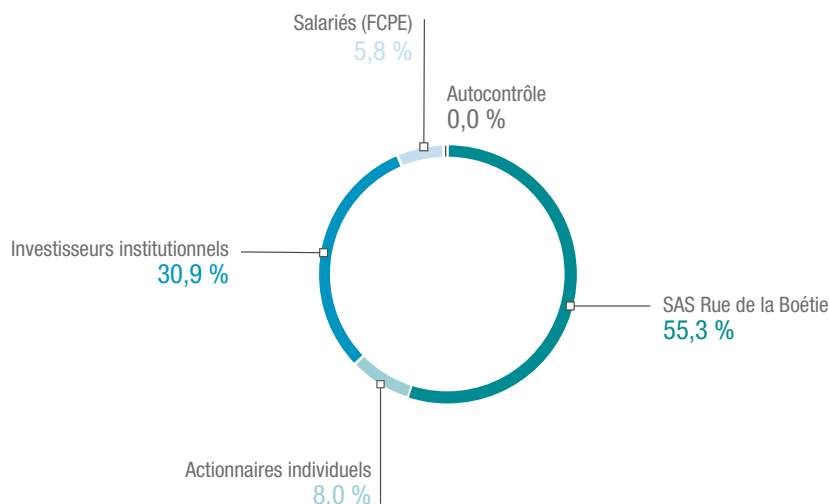 Salariés (FCPE)
5,8 %
Autocontrôle
0,0 %
Investisseurs institutionnels
30,9 %
SAS Rue de la Boétie
55,3 %
Actionnaires individuels
8,0 %